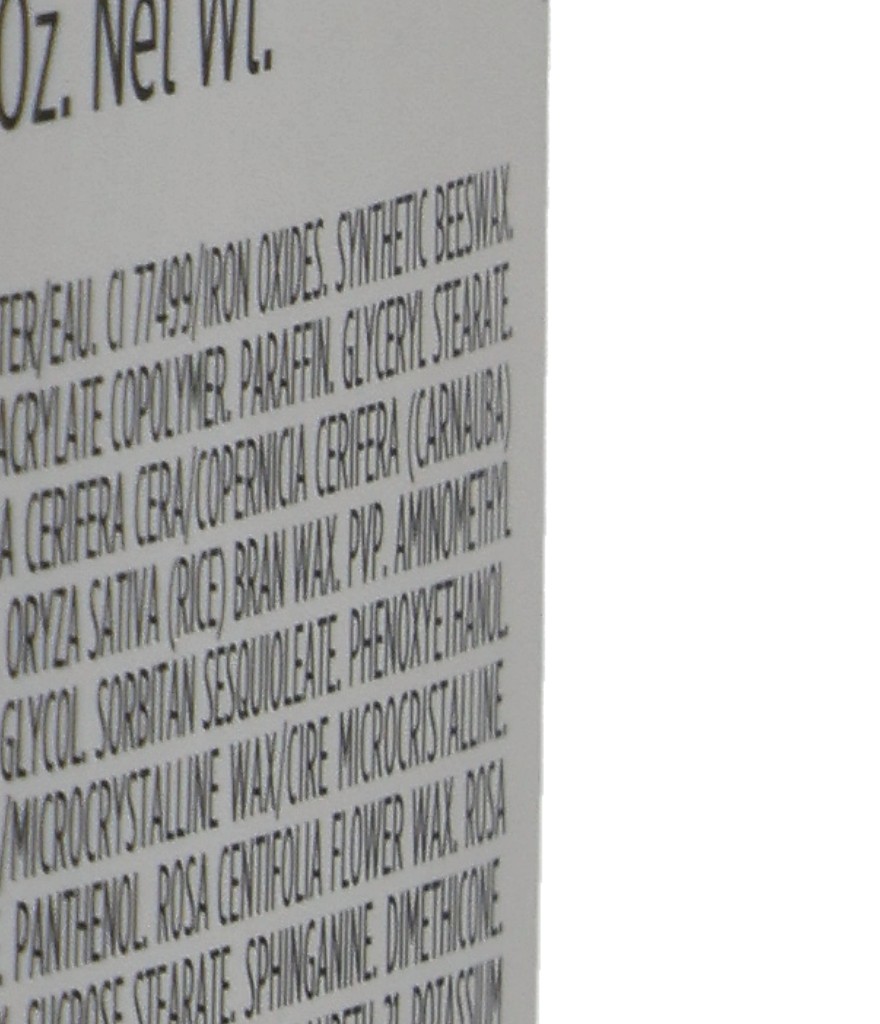 Oz. Net Wt.
TER/EAU. CI 77499/IRON OXIDES. SYNTHETIC BEESWAX.
ACRYLATE COPOLYMER. PARAFFIN. GLYCERYL STEARATE.
A CERIFERA CERA/COPERNICIA CERIFERA (CARNAUBA)
ORYZA SATIVA (RICE) BRAN WAX. PVP. AMINOMETHYL
GLYCOL. SORBITAN SESQUIOLEATE. PHENOXYETHANOL.
/MICROCRYSTALLINE WAX/CIRE MICROCRISTALLINE.
. PANTHENOL. ROSA CENTIFOLIA FLOWER WAX. ROSA
SUCROSE STEARATE. SPHINGANINE. DIMETHICONE.
POTASSIUM